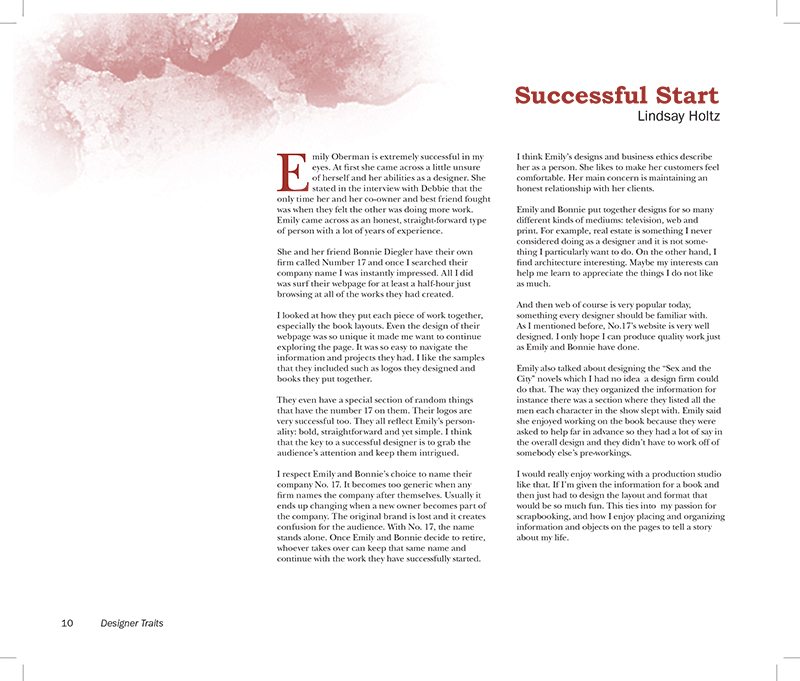 Successful Start
Lindsay Holtz
Emily Oberman is extremely successful in my
eyes. At first she came across a little unsure
of herself and her abilities as a designer. She
stated in the interview with Debbie that the
only time her and her co-owner and best friend fought
was when they felt the other was doing more work.
Emily came across as an honest, straight-forward type
of person with a lot of years of experience.
She and her friend Bonnie Diegler have their own
firm called Number 17 and once I searched their
company name I was instantly impressed. All I did
was surf their webpage for at least a half-hour just
browsing at all of the works they had created.
I looked at how they put each piece of work together,
especially the book layouts. Even the design of their
webpage was so unique it made me want to continue
exploring the page. It was so easy to navigate the
information and projects they had. I like the samples
that they included such as logos they designed and
books they put together.
They even have a special section of random things
that have the number 17 on them. Their logos are
very successful too. They all reflect Emily's person-
ality: bold, straightforward and yet simple. I think
that the key to a successful designer is to grab the
audience's attention and keep them intrigued.
I respect Emily and Bonnie's choice to name their
company No. 17. It becomes too generic when any
firm names the company after themselves. Usually it
ends up changing when a new owner becomes part of
the company. The original brand is lost and it creates
confusion for the audience. With No. 17, the name
stands alone. Once Emily and Bonnie decide to retire,
whoever takes over can keep that same name and
continue with the work they have successfully started.
I think Emily's designs and business ethics describe
her as a person. She likes to make her customers feel
comfortable. Her main concern is maintaining an
honest relationship with her clients.
Emily and Bonnie put together designs for so many
different kinds of mediums: television, web and
print. For example, real estate is something I never
considered doing as a designer and it is not some-
thing I particularly want to do. On the other hand, I
find architecture interesting. Maybe my interests can
help me learn to appreciate the things I do not like
as much.
And then web of course is very popular today,
something every designer should be familiar with.
As I mentioned before, No.17's website is very well
designed. I only hope I can produce quality work just
as Emily and Bonnie have done.
Emily also talked about designing the "Sex and the
City" novels which I had no idea a design firm could
do that. The way they organized the information for
instance there was a section where they listed all the
men each character in the show slept with. Emily said
she enjoyed working on the book because they were
asked to help far in advance so they had a lot of say in
the overall design and they didn't have to work off of
somebody else's pre-workings.
I would really enjoy working with a production studio
like that. If I'm given the information for a book and
then just had to design the layout and format that
would be so much fun. This ties into my passion for
scrapbooking, and how I enjoy placing and organizing
information and objects on the pages to tell a story
about my life.
10 Designer Traits